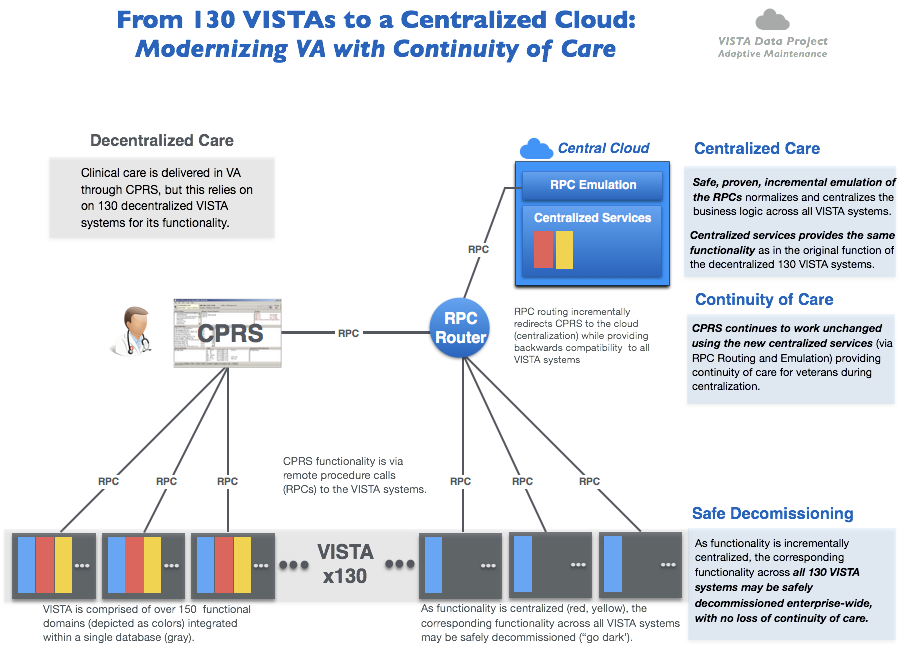 From 130 VISTAs to a Centralized Cloud:
Modernizing VA with Continuity of Care
VISTA Data Project
Adaptive Maintenance
Decentralized Care
Clinical care is delivered in VA
through CPRS, but this relies on
on 130 decentralized VISTA
systems for its functionality.
Central Cloud
RPC Emulation
Centralized Services
Centralized Care
Safe, proven, incremental emulation of
the RPCs normalizes and centralizes the
business logic across all VISTA systems.
Centralized services provides the same
functionality as in the original function of
the decentralized 130 VISTA systems.
RPC
CPRS
RPC
RPC
Router
RPC routing incrementally
redirects CPRS to the cloud
(centralization) while providing
backwards compatibility to all
VISTA systems
Continuity of Care
CPRS continues to work unchanged
using the new centralized services (via
RPC Routing and Emulation) providing
continuity of care for veterans during
centralization.
CPRS functionality is via
remote procedure calls
(RPCs) to the VISTA systems.
RPC
RPC
RPC
RPC
RPC
RPC
VISTA
x130
Safe Decomissioning
As functionality is incrementally
centralized, the corresponding
functionality across all 130 VISTA
systems may be safely
decommissioned enterprise-wide,
with no loss of continuity of care.
VISTA is comprised of over 150 functional
domains (depicted as colors) integrated
within a single database (gray).
As functionality is centralized (red, yellow), the
corresponding functionality across all VISTA systems
may be safely decommissioned ("go dark').